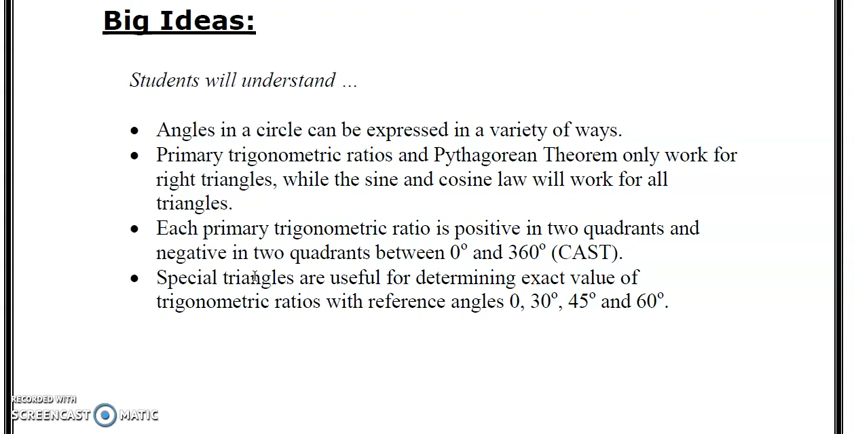 Big Ideas:
Students will understand …
• Angles in a circle can be expressed in a variety of ways.
• Primary trigonometric ratios and Pythagorean Theorem only work for
right triangles, while the sine and cosine law will work for all
triangles.
• Each primary trigonometric ratio is positive in two quadrants and
negative in two quadrants between 0° and 360° (CAST).
• Special triangles are useful for determining exact value of
trigonometric ratios with reference angles 0, 30°, 45° and 60°.
RECORDED WITH
SCREENCAST MATIC